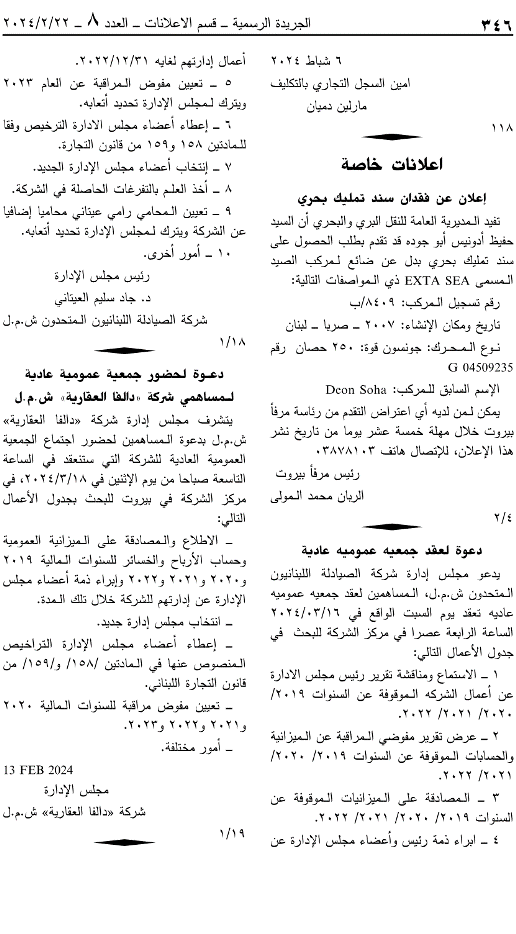 ٣٤٦
الجريدة الرسمية ـ قسم الاعلانات ـ العدد ٨ ـ ٢٠٢٤/٢/٢٢
٦ شباط ٢٠٢٤
امين السجل التجاري بالتكليف
مارلين دميان
١١٨
اعلانات خاصة
إعلان عن فقدان سند تمليك بحري
تفيد المديرية العامة للنقل البري والبحري أن السيد
حفيظ أدونيس أبو جوده قد تقدم بطلب الحصول على
سند تمليك بحري بدل عن ضائع لمركب الصيد
المسمى EXTA SEA ذي المواصفات التالية:
رقم تسجيل المركب: ٨٤٠٩/ب
تاريخ ومكان الإنشاء: ٢٠٠٧ ـ صربا ـ لبنان
نوع المحرك: جونسون قوة: ٢٥٠ حصان رقم
G 04509235
الإسم السابق للمركب: Deon Soha
يمكن لمن لديه أي اعتراض التقدم من رئاسة مرفأ
بيروت خلال مهلة خمسة عشر يوما من تاريخ نشر
هذا الإعلان، للإتصال هاتف ٠٣٨٧٨١٠٣
رئيس مرفأ بيروت
الربان محمد المولى
٢/٤
دعوة لعقد جمعيه عموميه عادية
يدعو مجلس إدارة شركة الصيادلة اللبنانيون
المتحدون ش.م.ل، المساهمين لعقد جمعيه عموميه
عاديه تعقد يوم السبت الواقع في ٢٠٢٤/٠٣/١٦
الساعة الرابعة عصرا في مركز الشركة للبحث في
جدول الأعمال التالي:
١ ـ الاستماع ومناقشة تقرير رئيس مجلس الادارة
عن أعمال الشركه الموقوفة عن السنوات ٢٠١٩/
٢٠٢٠/ ٢٠٢١/ ٢٠٢٢.
٢ ـ عرض تقرير مفوضي المراقبة عن الميزانية
والحسابات الموقوفة عن السنوات ٢٠١٩/ ٢٠٢٠/
٢٠٢١/ ٢٠٢٢.
٣ ـ المصادقة على الميزانيات الموقوفة عن
السنوات ٢٠١٩/ ٢٠٢٠/ ٢٠٢١/ ٢٠٢٢.
٤ ـ ابراء ذمة رئيس وأعضاء مجلس الإدارة عن
أعمال إدارتهم لغايه ٢٠٢٢/١٢/٣١.
٥ ـ تعيين مفوض المراقبة عن العام ٢٠٢٣
ويترك لمجلس الإدارة تحديد أتعابه.
٦ ـ إعطاء أعضاء مجلس الادارة الترخيص وفقا
للمادتين ١٥٨ و١٥٩ من قانون التجارة.
٧ ـ إنتخاب أعضاء مجلس الإدارة الجديد.
٨ ـ أخذ العلم بالتفرغات الحاصلة في الشركة.
٩ ـ تعيين المحامي رامي عيتاني محاميا إضافيا
عن الشركة ويترك لمجلس الإدارة تحديد أتعابه.
١٠ ـ أمور أخرى.
رئيس مجلس الإدارة
د. جاد سليم العيتاني
شركة الصيادلة اللبنانيون المتحدون ش.م.ل
١/١٨
دعوة لحضور جمعية عمومية عادية
لمساهمي شركة «دالفا العقارية» ش.م.ل
يتشرف مجلس إدارة شركة «دالفا العقارية»
ش.م.ل بدعوة المساهمين لحضور اجتماع الجمعية
العمومية العادية للشركة التي ستنعقد في الساعة
التاسعة صباحا من يوم الإثنين في ٢٠٢٤/٣/١٨، في
مركز الشركة في بيروت للبحث بجدول الأعمال
التالي:
ـ الاطلاع والمصادقة على الميزانية العمومية
وحساب الأرباح والخسائر للسنوات المالية ٢٠١٩
و٢٠٢٠ و٢٠٢١ و٢٠٢٢ وإبراء ذمة أعضاء مجلس
الإدارة عن إدارتهم للشركة خلال تلك المدة.
ـ انتخاب مجلس إدارة جديد.
ـ إعطاء أعضاء مجلس الإدارة التراخيص
المنصوص عنها في المادتين /١٥٨/ و/١٥٩/ من
قانون التجارة اللبناني.
ـ تعيين مفوض مراقبة للسنوات المالية ٢٠٢٠
و٢٠٢١ و٢٠٢٢ و٢٠٢٣.
ـ أمور مختلفة.
13 FEB 2024
مجلس الإدارة
شركة «دالفا العقارية» ش.م.ل
١/١٩